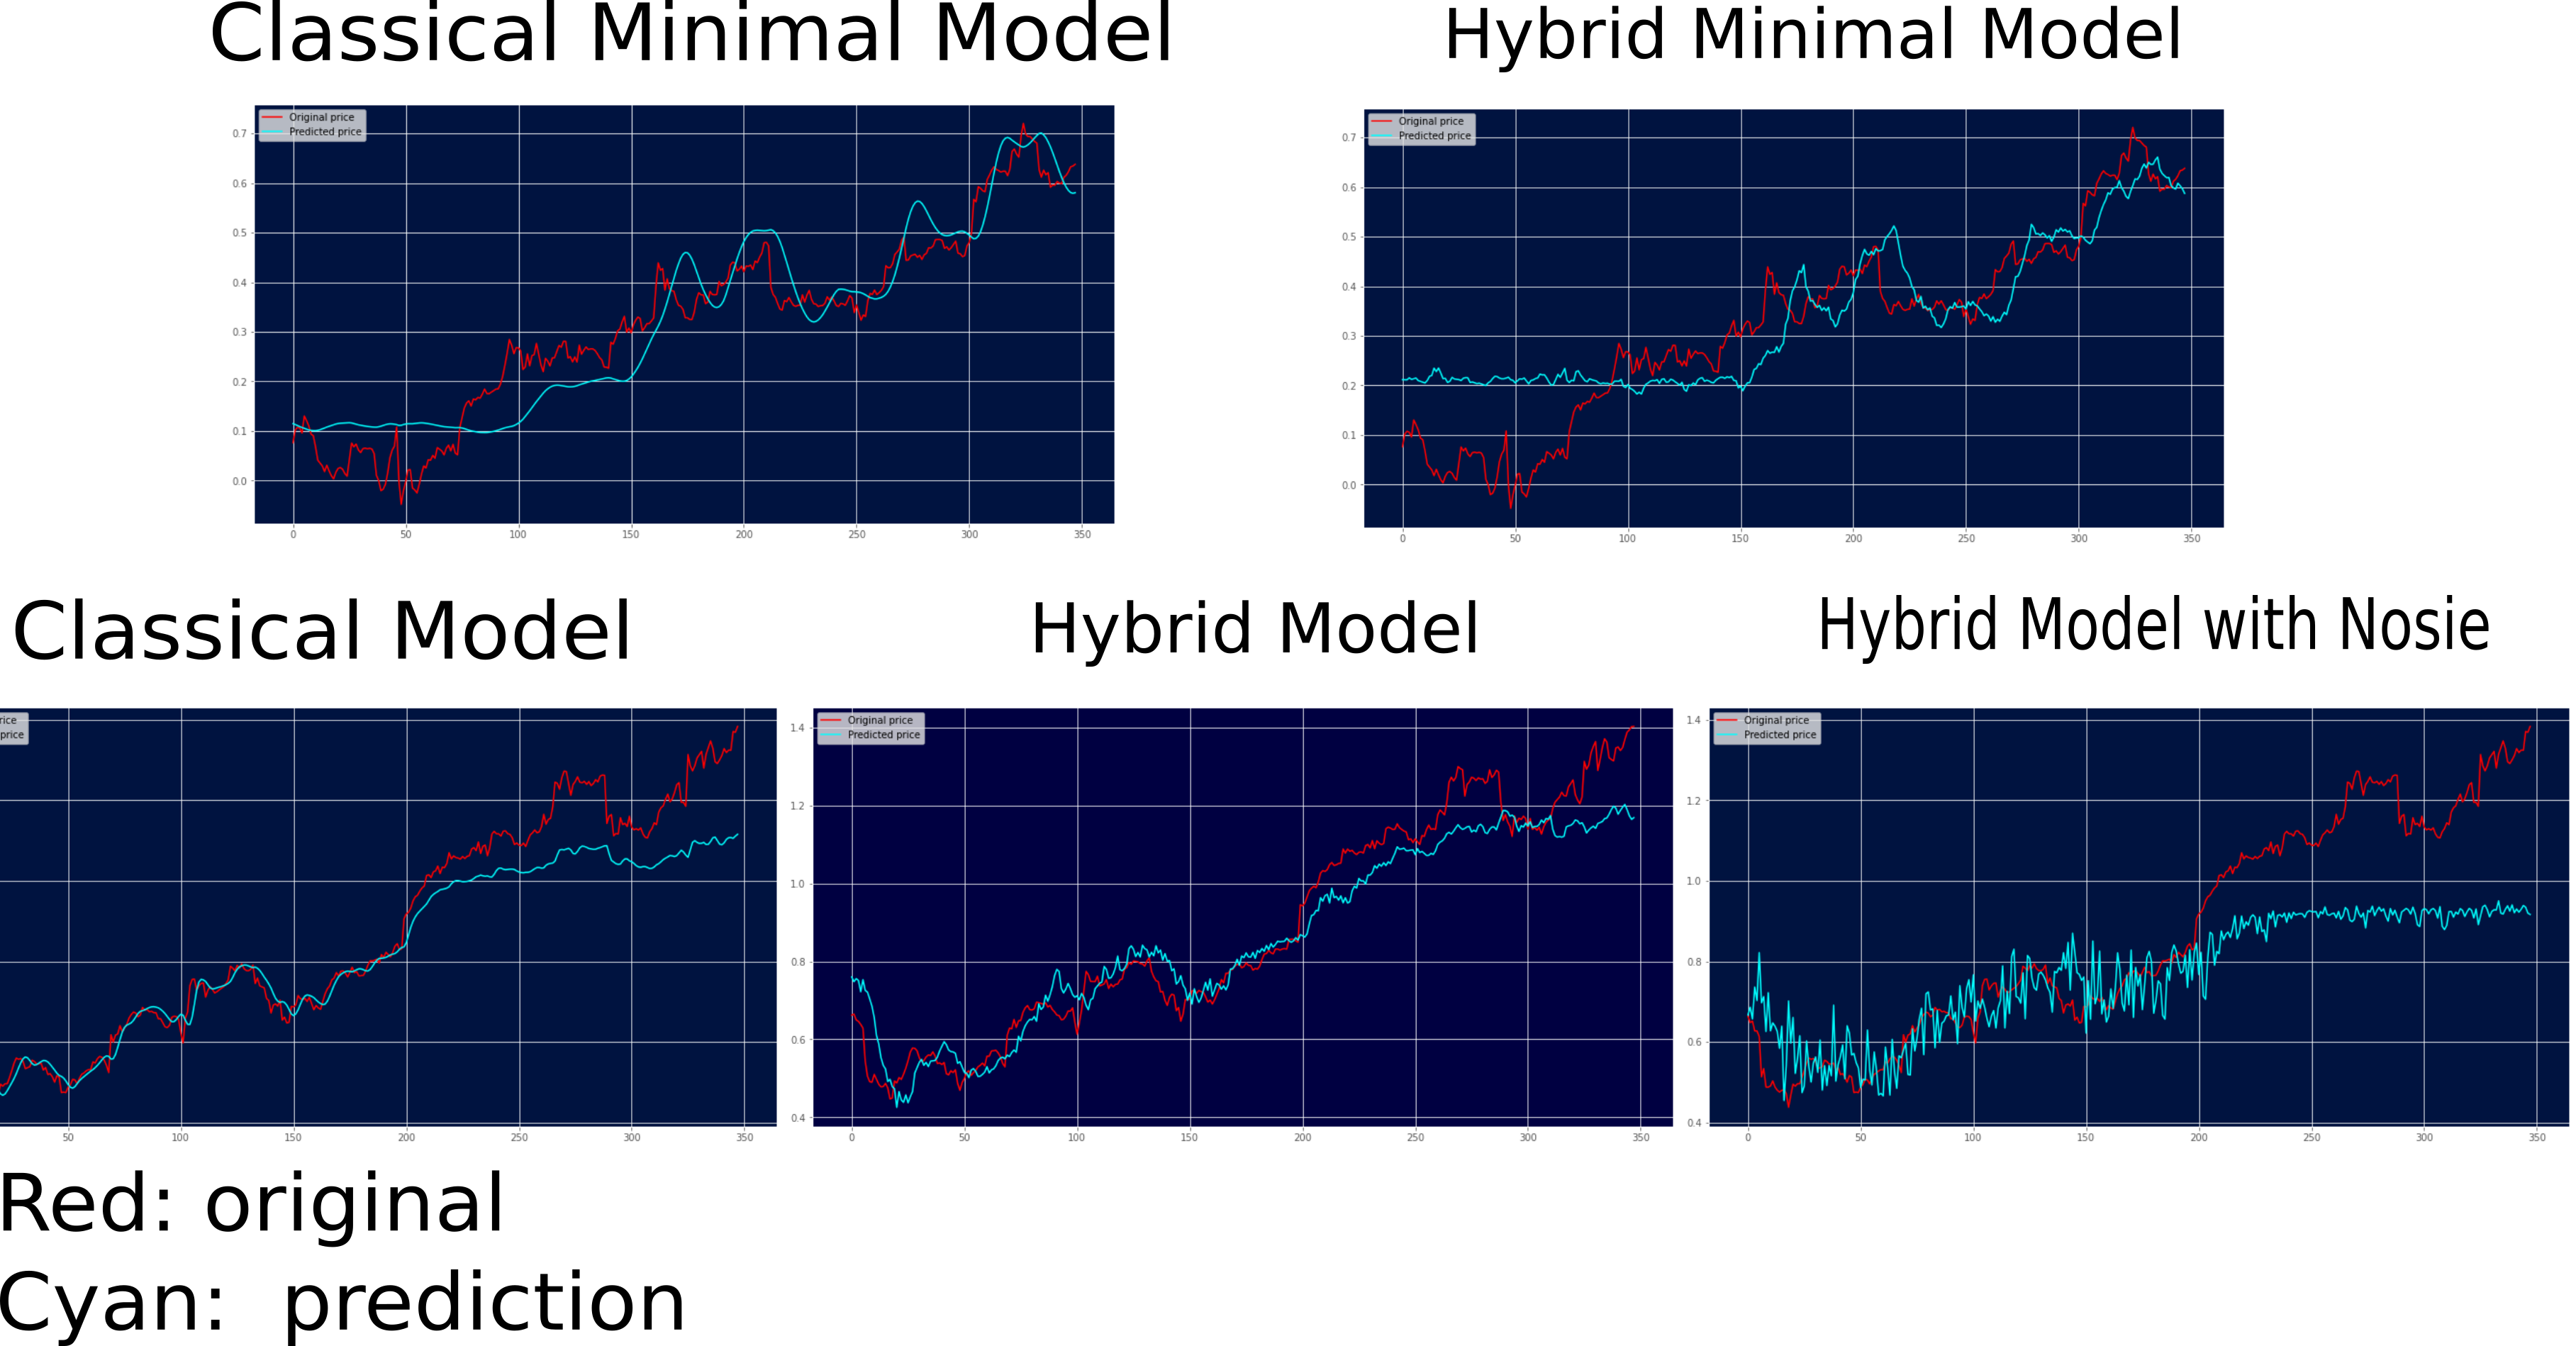 Classical Minimal Model
Hybrid Minimal Model
Original price
Predicted price
0.7
0.6
0.5
0.4
0.3
0.2
0.1
0.0
0 50 100 150 200 250 300 350
Original price
Predicted price
0.7
0.6
0.5
0.4
0.3
0.2
0.1
0.0
0 50 100 150 200 250 300 350
Classical Model
Hybrid Model
Hybrid Model with Nosie
rice
price
50 100 150 200 250 300 350
Original price
Predicted price
1.4
1.2
1.0
0.8
0.6
0.4
0 50 100 150 200 250 300 350
Original price
Predicted price
1.4
1.2
1.0
0.8
0.6
0.4
0 50 100 150 200 250 300 350
Red: original
Cyan: prediction